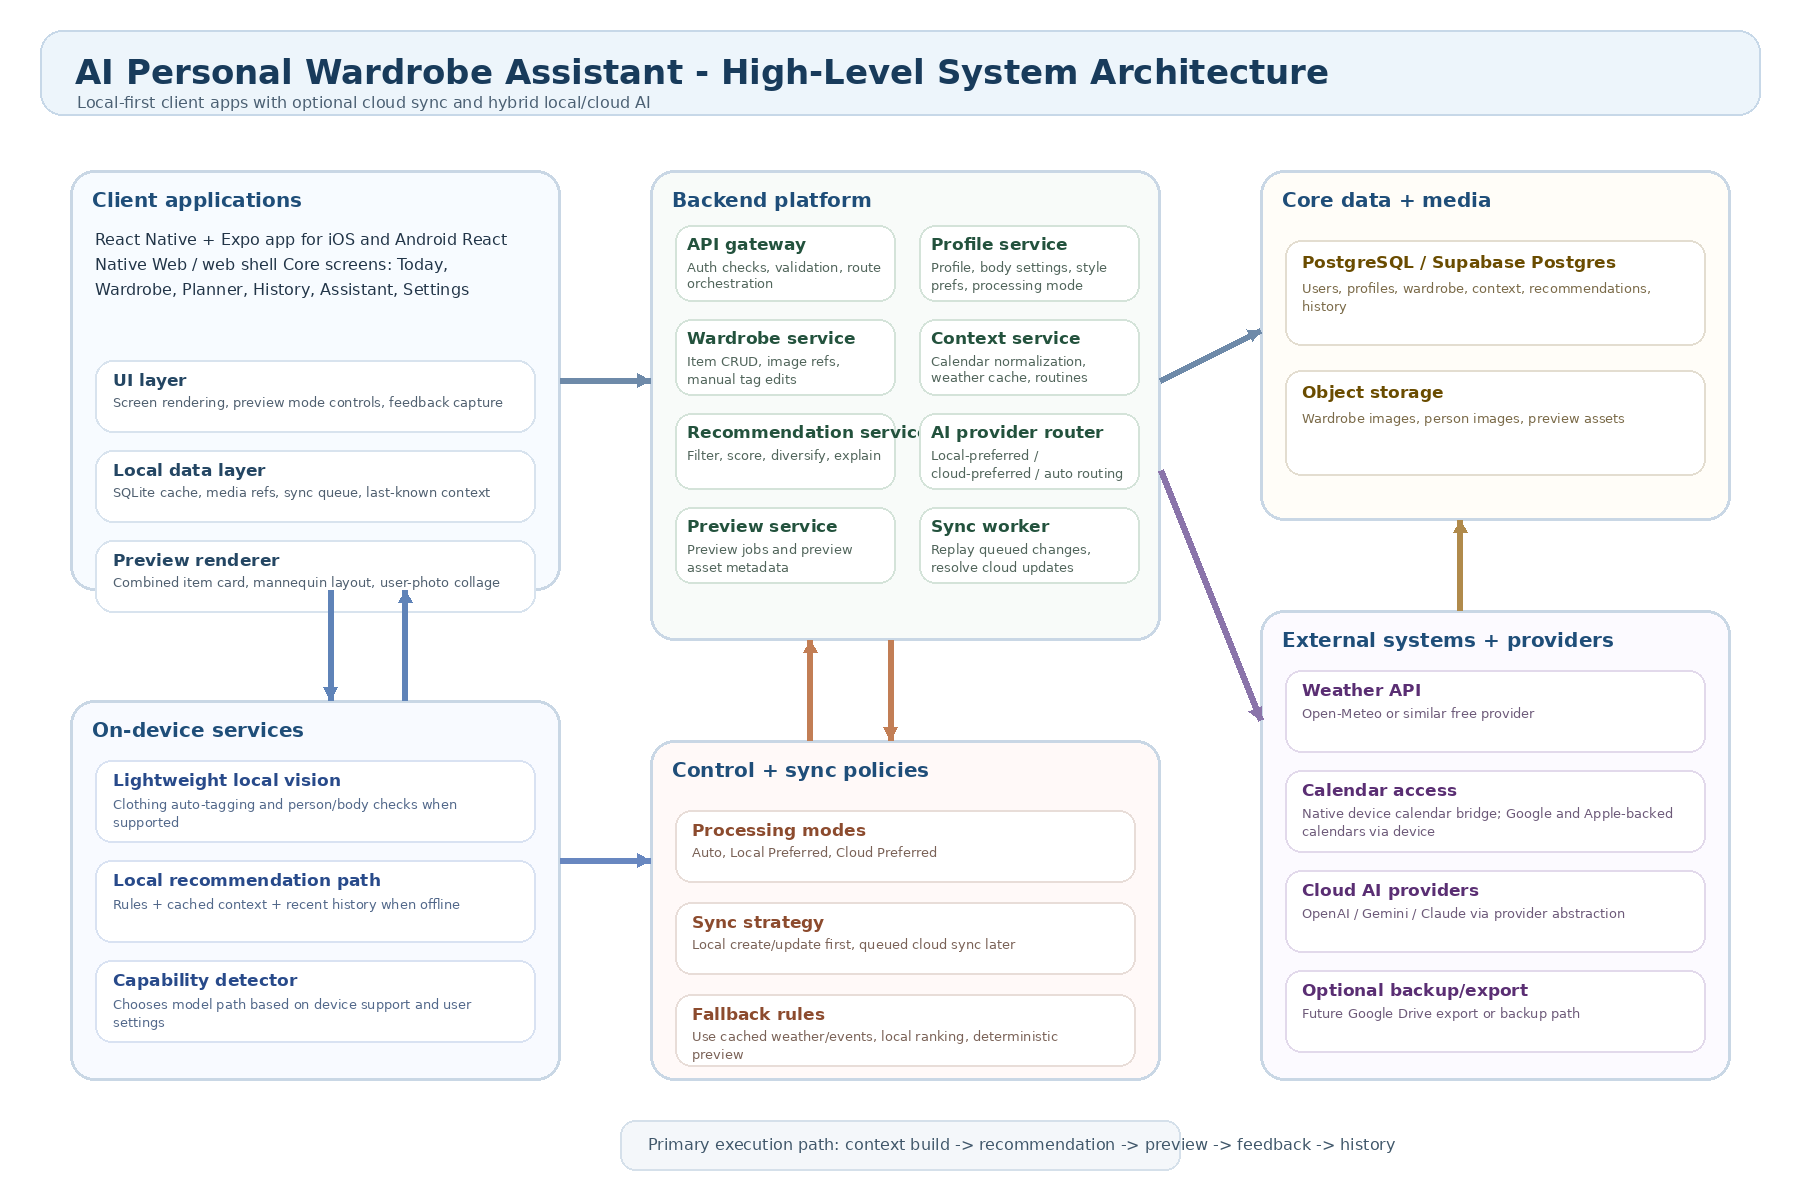 AI Personal Wardrobe Assistant - High-Level System Architecture
Local-first client apps with optional cloud sync and hybrid local/cloud AI
Client applications
React Native + Expo app for iOS and Android React
Native Web / web shell Core screens: Today,
Wardrobe, Planner, History, Assistant, Settings
UI layer
Screen rendering, preview mode controls, feedback capture
Local data layer
SQLite cache, media refs, sync queue, last-known context
Preview renderer
Combined item card, mannequin layout, user-photo collage
On-device services
Lightweight local vision
Clothing auto-tagging and person/body checks when
supported
Local recommendation path
Rules + cached context + recent history when offline
Capability detector
Chooses model path based on device support and user
settings
Backend platform
API gateway
Auth checks, validation, route
orchestration
Profile service
Profile, body settings, style
prefs, processing mode
Wardrobe service
Item CRUD, image refs,
manual tag edits
Context service
Calendar normalization,
weather cache, routines
Recommendation service
Filter, score, diversify, explain
AI provider router
Local-preferred /
cloud-preferred / auto routing
Preview service
Preview jobs and preview
asset metadata
Sync worker
Replay queued changes,
resolve cloud updates
Control + sync policies
Processing modes
Auto, Local Preferred, Cloud Preferred
Sync strategy
Local create/update first, queued cloud sync later
Fallback rules
Use cached weather/events, local ranking, deterministic
preview
Core data + media
PostgreSQL / Supabase Postgres
Users, profiles, wardrobe, context, recommendations,
history
Object storage
Wardrobe images, person images, preview assets
External systems + providers
Weather API
Open-Meteo or similar free provider
Calendar access
Native device calendar bridge; Google and Apple-backed
calendars via device
Cloud AI providers
OpenAI / Gemini / Claude via provider abstraction
Optional backup/export
Future Google Drive export or backup path
Primary execution path: context build -> recommendation -> preview -> feedback -> history